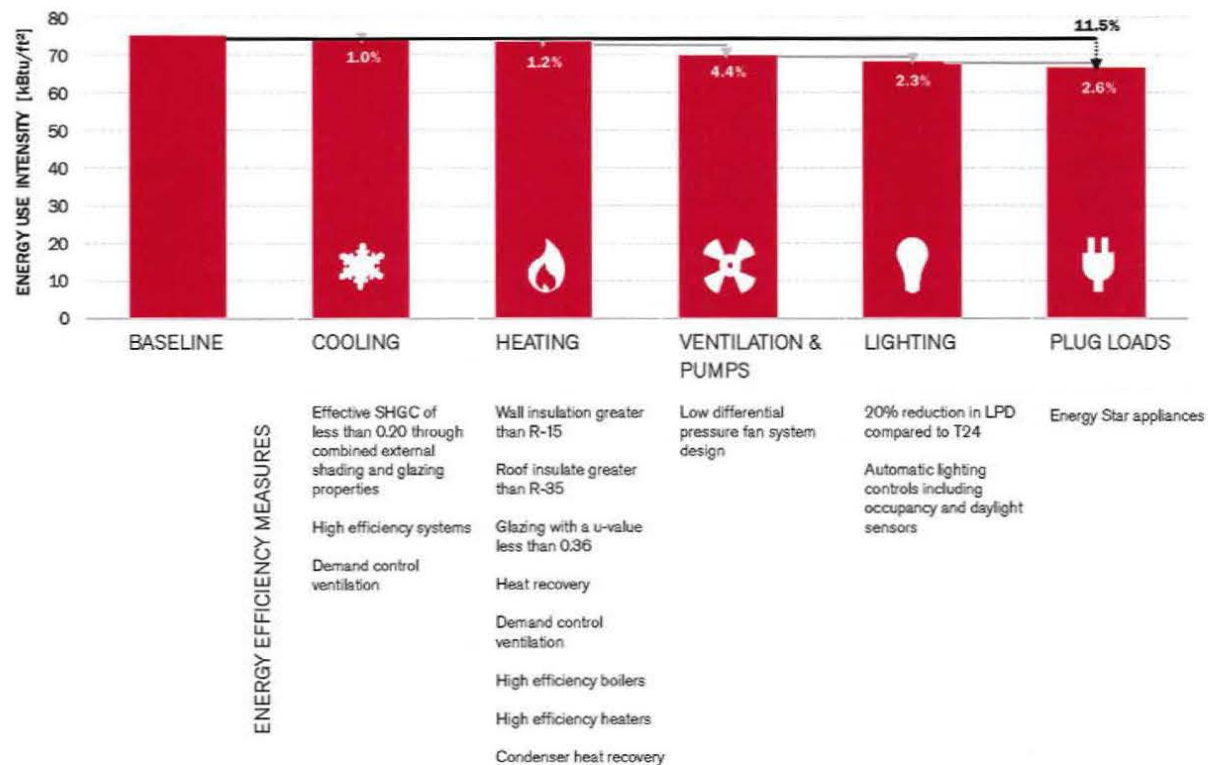 ENERGY USE INTENSITY [kBtu/ft²]
80
70
60
50
40
30
20
10
0
11.5%
1.0%
1.2%
4.4%
2.3%
2.6%
BASELINE
COOLING
HEATING
VENTILATION &
PUMPS
LIGHTING
PLUG LOADS
ENERGY EFFICIENCY MEASURES
Effective SHGC of
less than 0.20 through
combined external
shading and glazing
properties
High efficiency systems
Demand control
ventilation
Wall insulation greater
than R-15
Roof insulate greater
than R-35
Glazing with a u-value
less than 0.36
Heat recovery
Demand control
ventilation
High efficiency boilers
High efficiency heaters
Condenser heat recovery
Low differential
pressure fan system
design
20% reduction in LPD
compared to T24
Automatic lighting
controls including
occupancy and daylight
sensors
Energy Star appliances